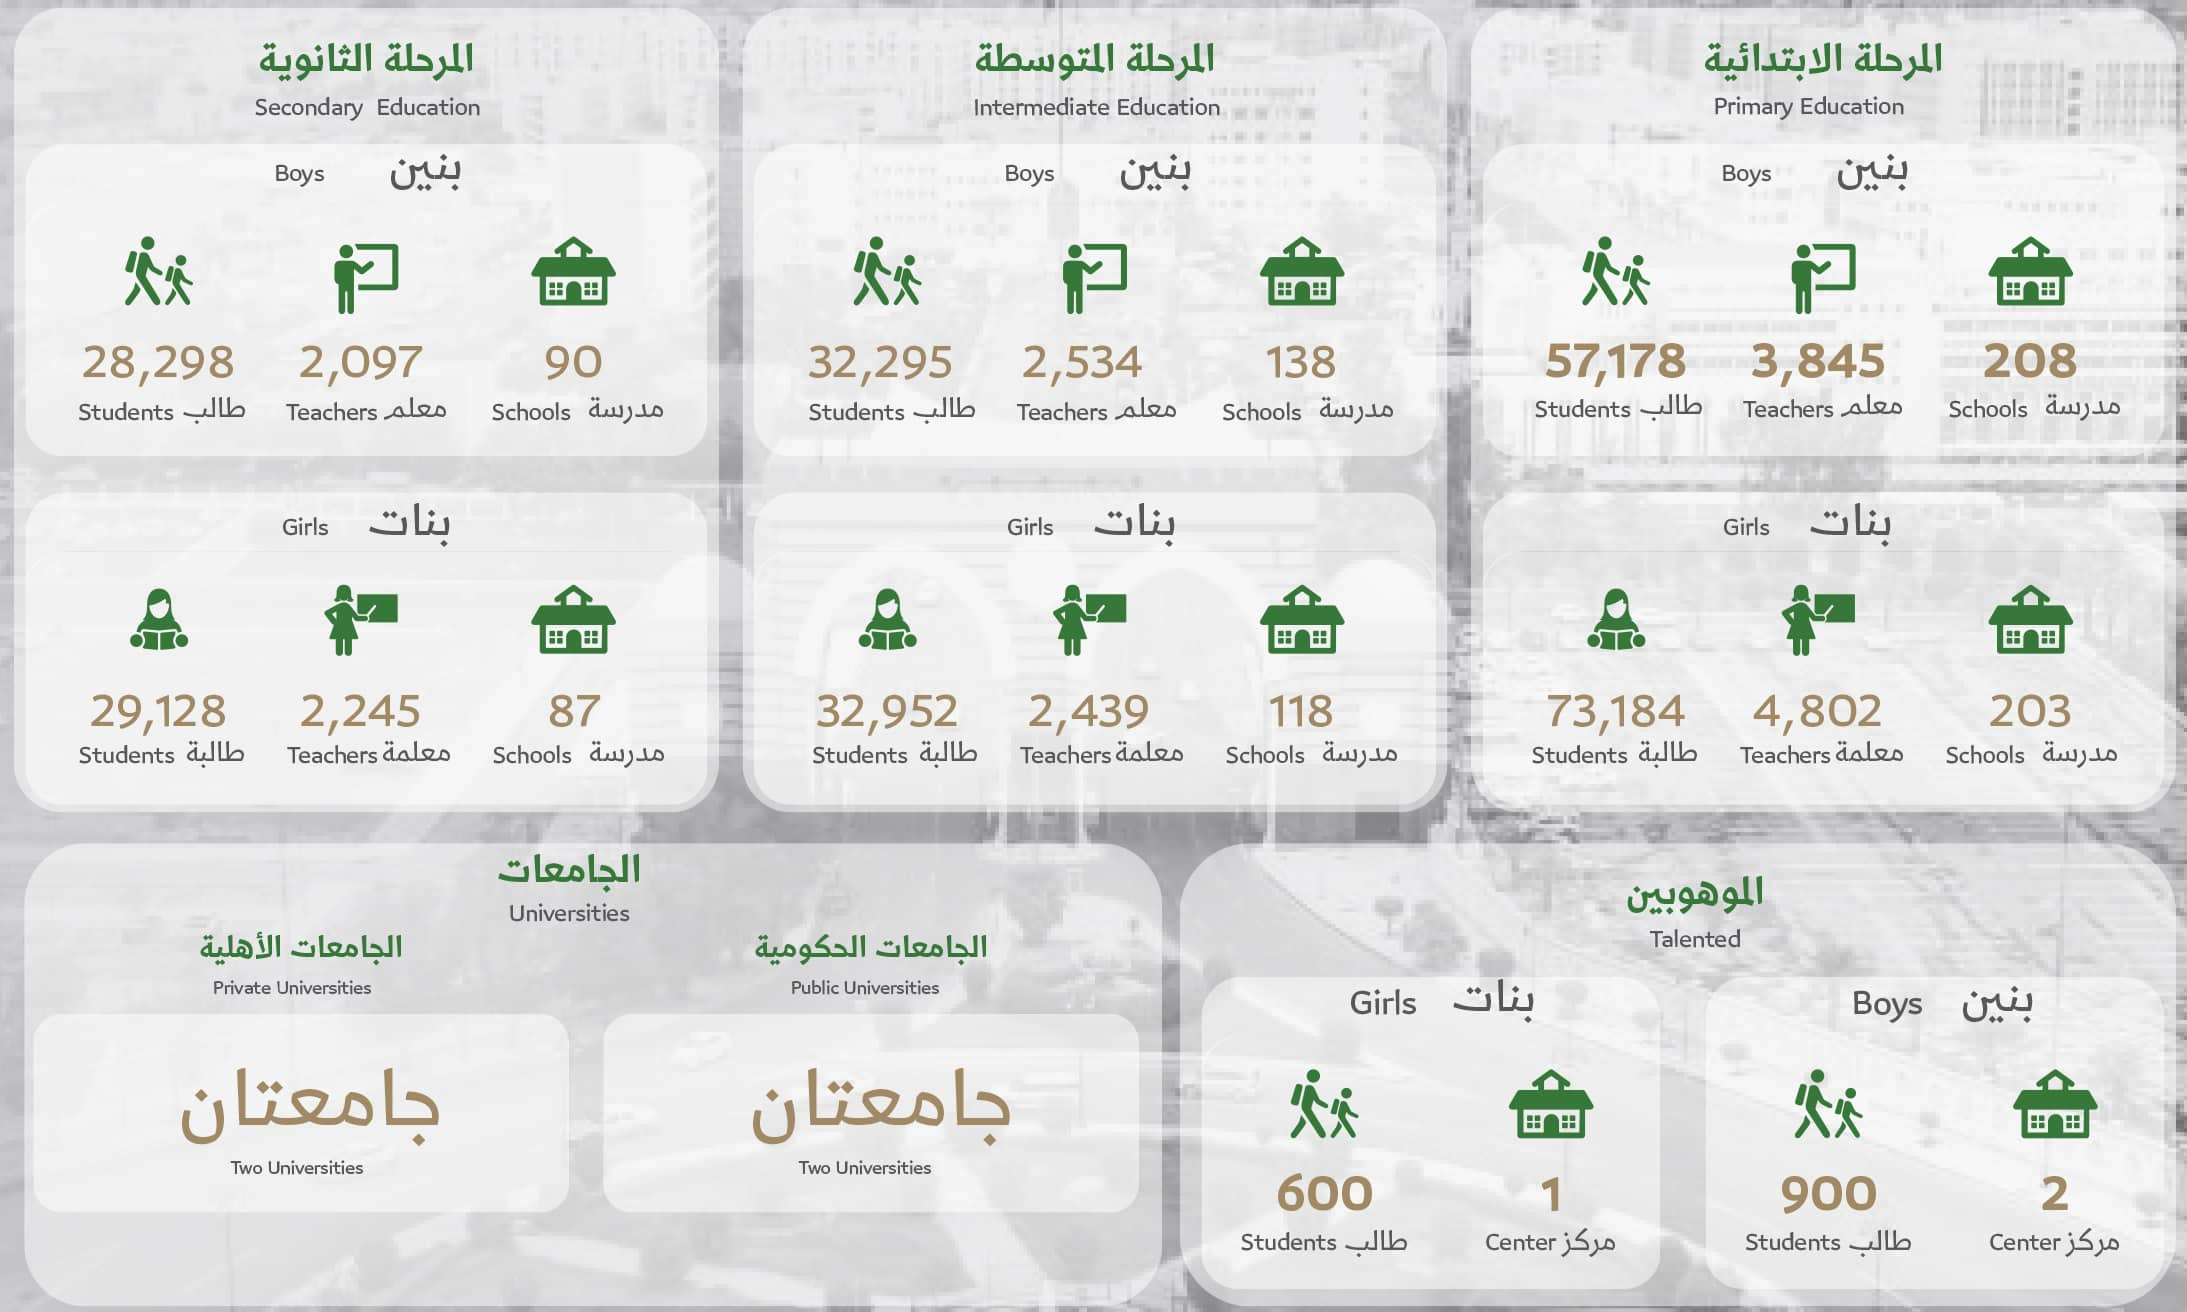 المرحلة الابتدائية
Primary Education
بنين Boys
208 3,845 57,178
مدرسة Schools معلم Teachers طالب Students
بنات Girls
203 4,802 73,184
مدرسة Schools معلمة Teachers طالبة Students
المرحلة المتوسطة
Intermediate Education
بنين Boys
138 2,534 32,295
مدرسة Schools معلم Teachers طالب Students
بنات Girls
118 2,439 32,952
مدرسة Schools معلمة Teachers طالبة Students
المرحلة الثانوية
Secondary Education
بنين Boys
90 2,097 28,298
مدرسة Schools معلم Teachers طالب Students
بنات Girls
87 2,245 29,128
مدرسة Schools معلمة Teachers طالبة Students
الموهوبين
Talented
بنين Boys
2 900
مركز Center طالب Students
بنات Girls
1 600
مركز Center طالب Students
الجامعات
Universities
الجامعات الحكومية
Public Universities
جامعتان
Two Universities
الجامعات الأهلية
Private Universities
جامعتان
Two Universities